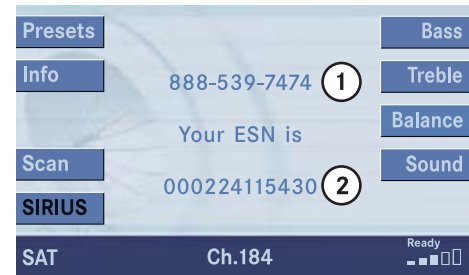 Presets
Bass
Info
Treble
888-539-7474 1
Balance
Your ESN is
Scan
Sound
000224115430 2
SIRIUS
SAT
Ch.184
Ready